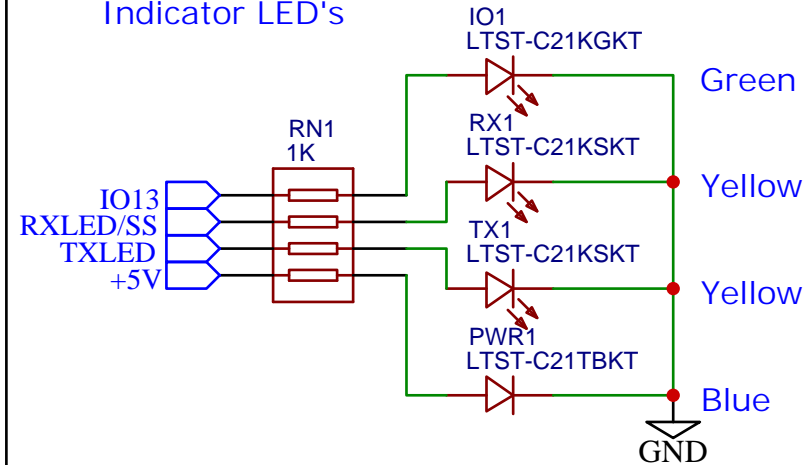 Indicator LED's
IO1
LTST-C21KGKT
Green
RN1
1K
RX1
LTST-C21KSKT
Yellow
IO13
RXLED/SS
TXLED
+5V
TX1
LTST-C21KSKT
Yellow
PWR1
LTST-C21TBKT
Blue
GND